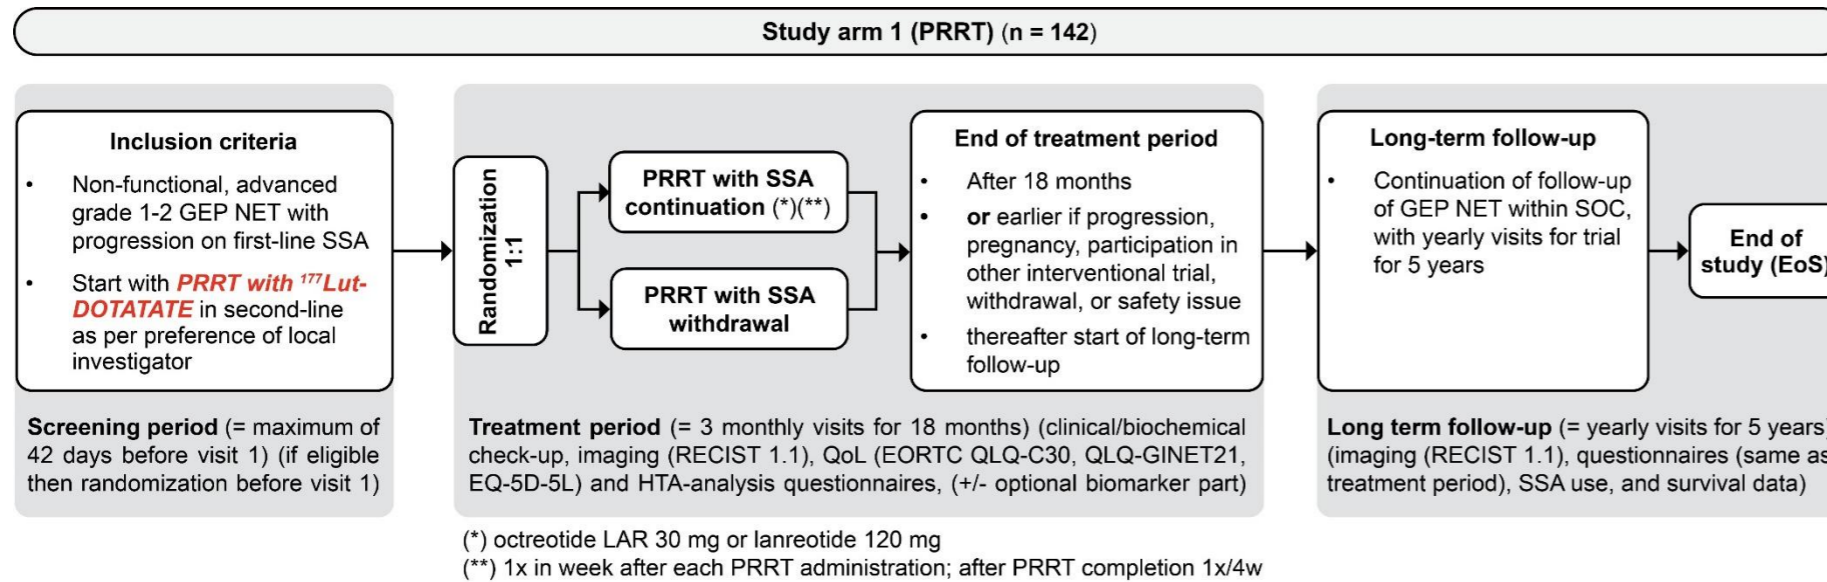 Study arm 1 (PRRT) (n = 142)
Inclusion criteria
• Non-functional, advanced
grade 1-2 GEP NET with
progression on first-line SSA
• Start with PRRT with ¹⁷⁷Lut-
DOTATATE in second-line
as per preference of local
investigator
Screening period (= maximum of
42 days before visit 1) (if eligible
then randomization before visit 1)
Randomization
1:1
PRRT with SSA
continuation (*)(**)
PRRT with SSA
withdrawal
End of treatment period
• After 18 months
• or earlier if progression,
pregnancy, participation in
other interventional trial,
withdrawal, or safety issue
• thereafter start of long-term
follow-up
Treatment period (= 3 monthly visits for 18 months) (clinical/biochemical
check-up, imaging (RECIST 1.1), QoL (EORTC QLQ-C30, QLQ-GINET21,
EQ-5D-5L) and HTA-analysis questionnaires, (+/- optional biomarker part)
(*) octreotide LAR 30 mg or lanreotide 120 mg
(**) 1x in week after each PRRT administration; after PRRT completion 1x/4w
Long-term follow-up
• Continuation of follow-up
of GEP NET within SOC,
with yearly visits for trial
for 5 years
End of
study (EoS)
Long term follow-up (= yearly visits for 5 years)
(imaging (RECIST 1.1), questionnaires (same as
treatment period), SSA use, and survival data)